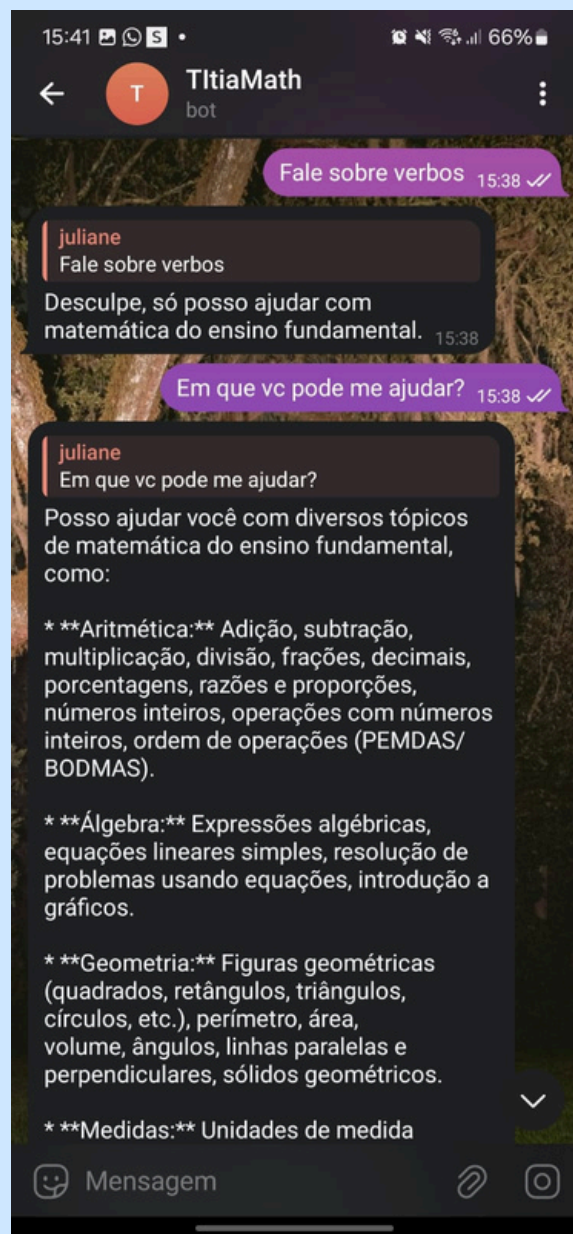 15:41 S •
66%
T
TItiaMath
bot
Fale sobre verbos 15:38
juliane
Fale sobre verbos
Desculpe, só posso ajudar com
matemática do ensino fundamental. 15:38
Em que vc pode me ajudar? 15:38
juliane
Em que vc pode me ajudar?
Posso ajudar você com diversos tópicos
de matemática do ensino fundamental,
como:
* **Aritmética:** Adição, subtração,
multiplicação, divisão, frações, decimais,
porcentagens, razões e proporções,
números inteiros, operações com números
inteiros, ordem de operações (PEMDAS/
BODMAS).
* **Álgebra:** Expressões algébricas,
equações lineares simples, resolução de
problemas usando equações, introdução a
gráficos.
* **Geometria:** Figuras geométricas
(quadrados, retângulos, triângulos,
círculos, etc.), perímetro, área,
volume, ângulos, linhas paralelas e
perpendiculares, sólidos geométricos.
* **Medidas:** Unidades de medida
Mensagem